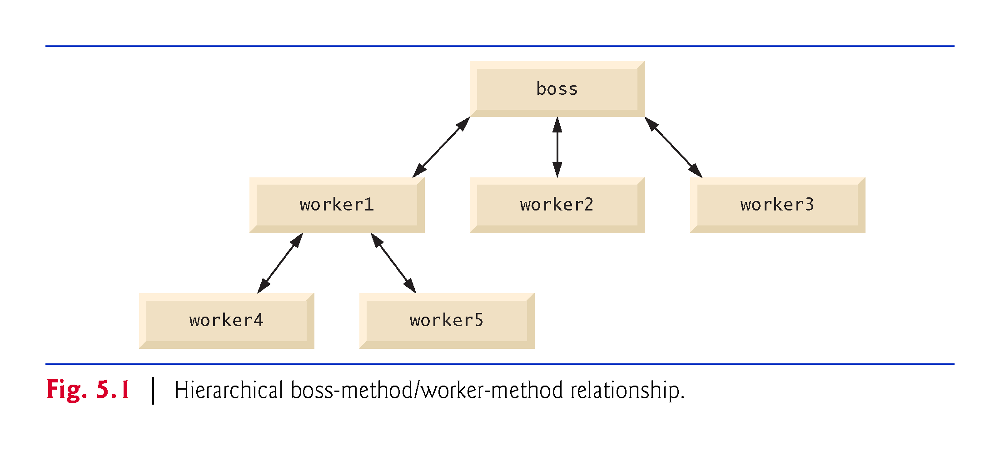 boss
worker1 worker2 worker3
worker4 worker5
Fig. 5.1 | Hierarchical boss-method/worker-method relationship.